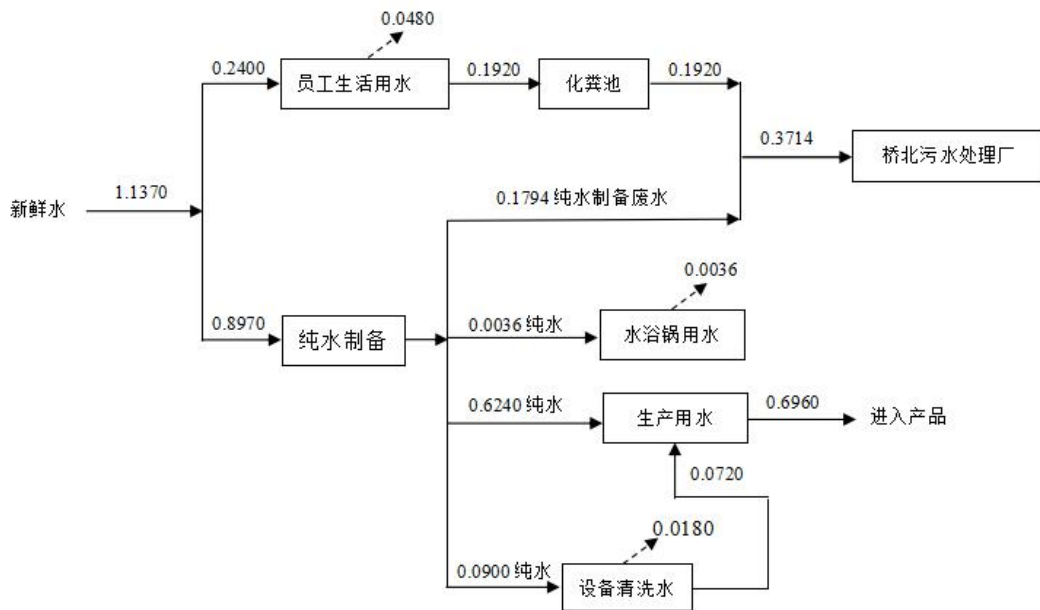 0.0480
0.2400
员工生活用水
0.1920
化粪池
0.1920
0.3714
桥北污水处理厂
新鲜水
1.1370
0.1794 纯水制备废水
0.0036
0.8970
纯水制备
0.0036 纯水
水浴锅用水
0.6240 纯水
生产用水
0.6960
进入产品
0.0720
0.0180
0.0900 纯水
设备清洗水